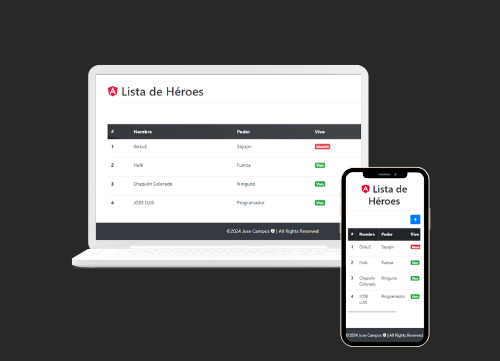 Lista de Héroes
# Nombre Poder Vivo
1 Goku2 Sayajin Muerto
2 Hulk Fuerza Vivo
3 Chapulin Colorado Ninguno Vivo
4 JOSE LUIS Programador Vivo
©2024 Jose Campos | All Rights Reserved
Lista de
Héroes
+
# Nombre Poder Vivo
1 Goku2 Sayajin
2 Hulk Fuerza Vivo
3 Chapulin Ninguno Vivo
Colorado
4 JOSE Programador Vivo
LUIS
©2024 Jose Campos | All Rights Reserved